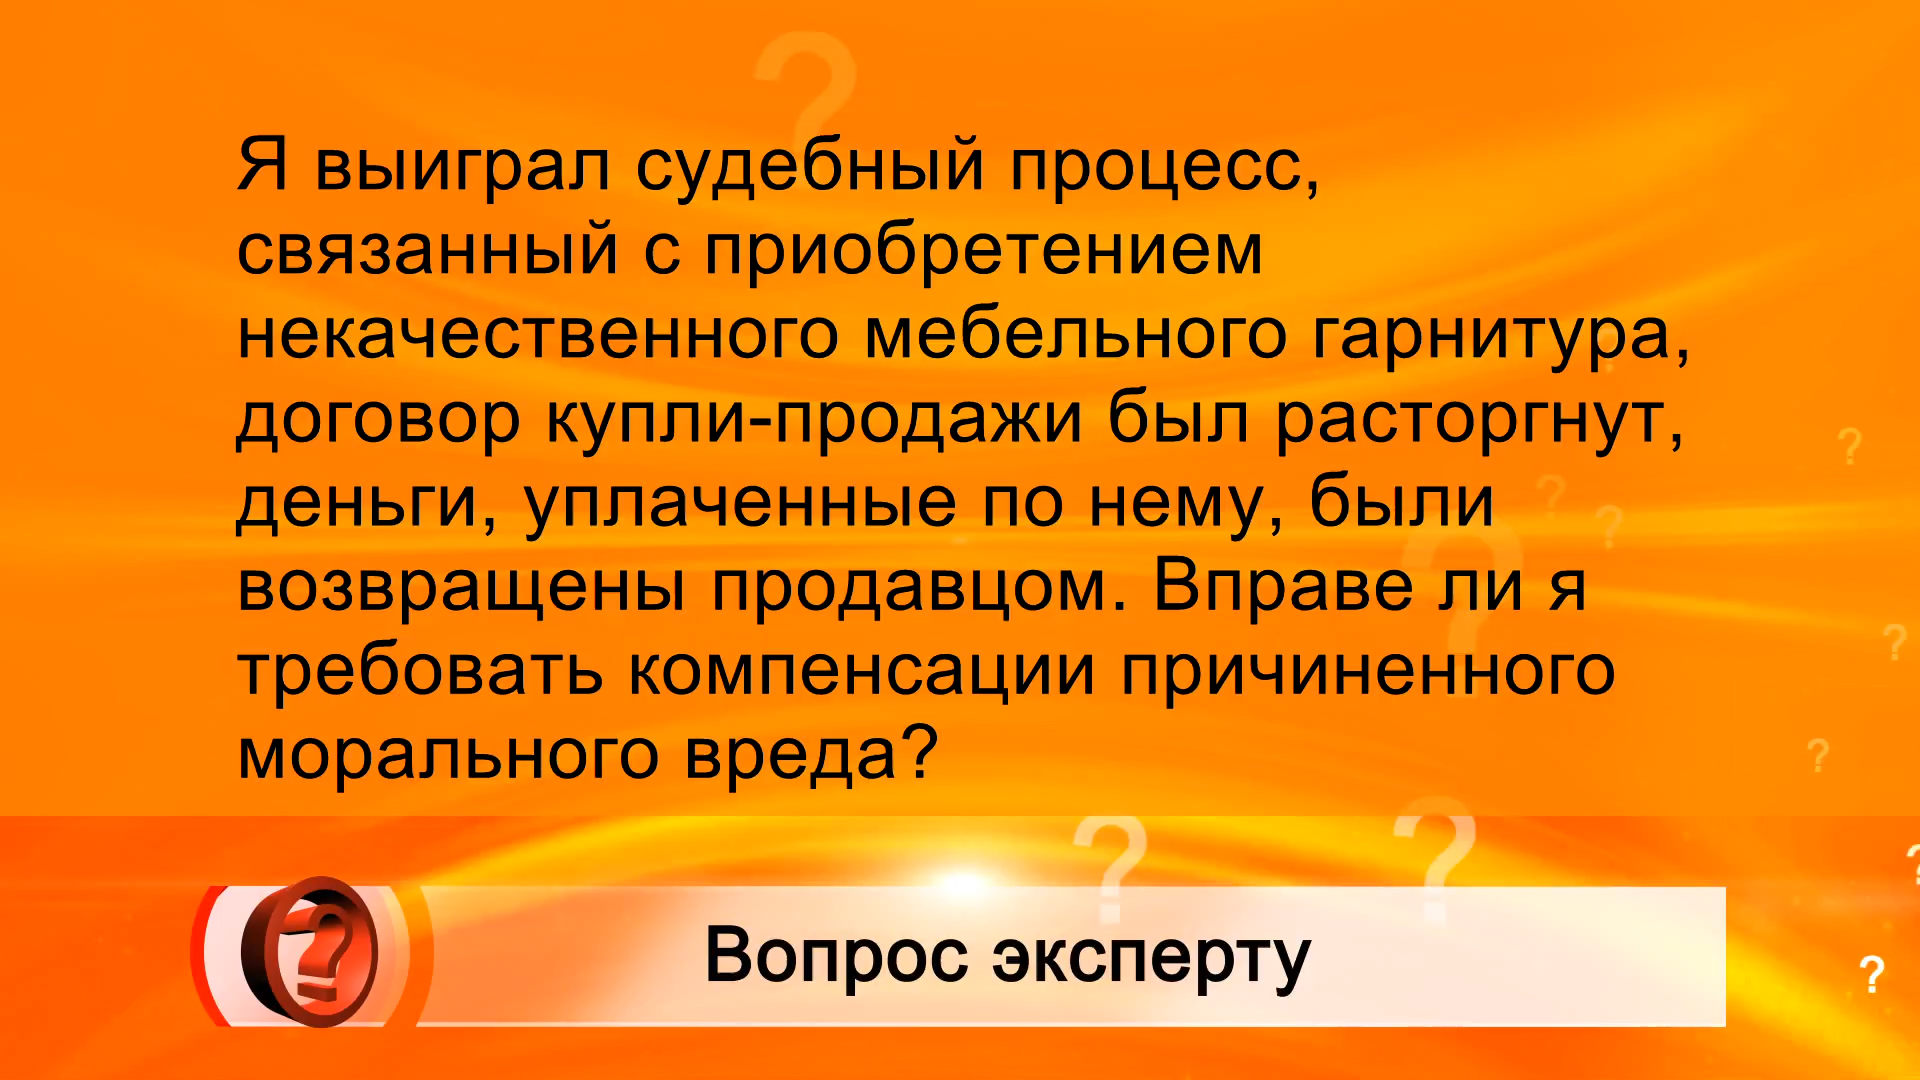 Я выиграл судебный процесс,
связанный с приобретением
некачественного мебельного гарнитура,
договор купли-продажи был расторгнут,
деньги, уплаченные по нему, были
возвращены продавцом. Вправе ли я
требовать компенсации причиненного
морального вреда?
Вопрос эксперту